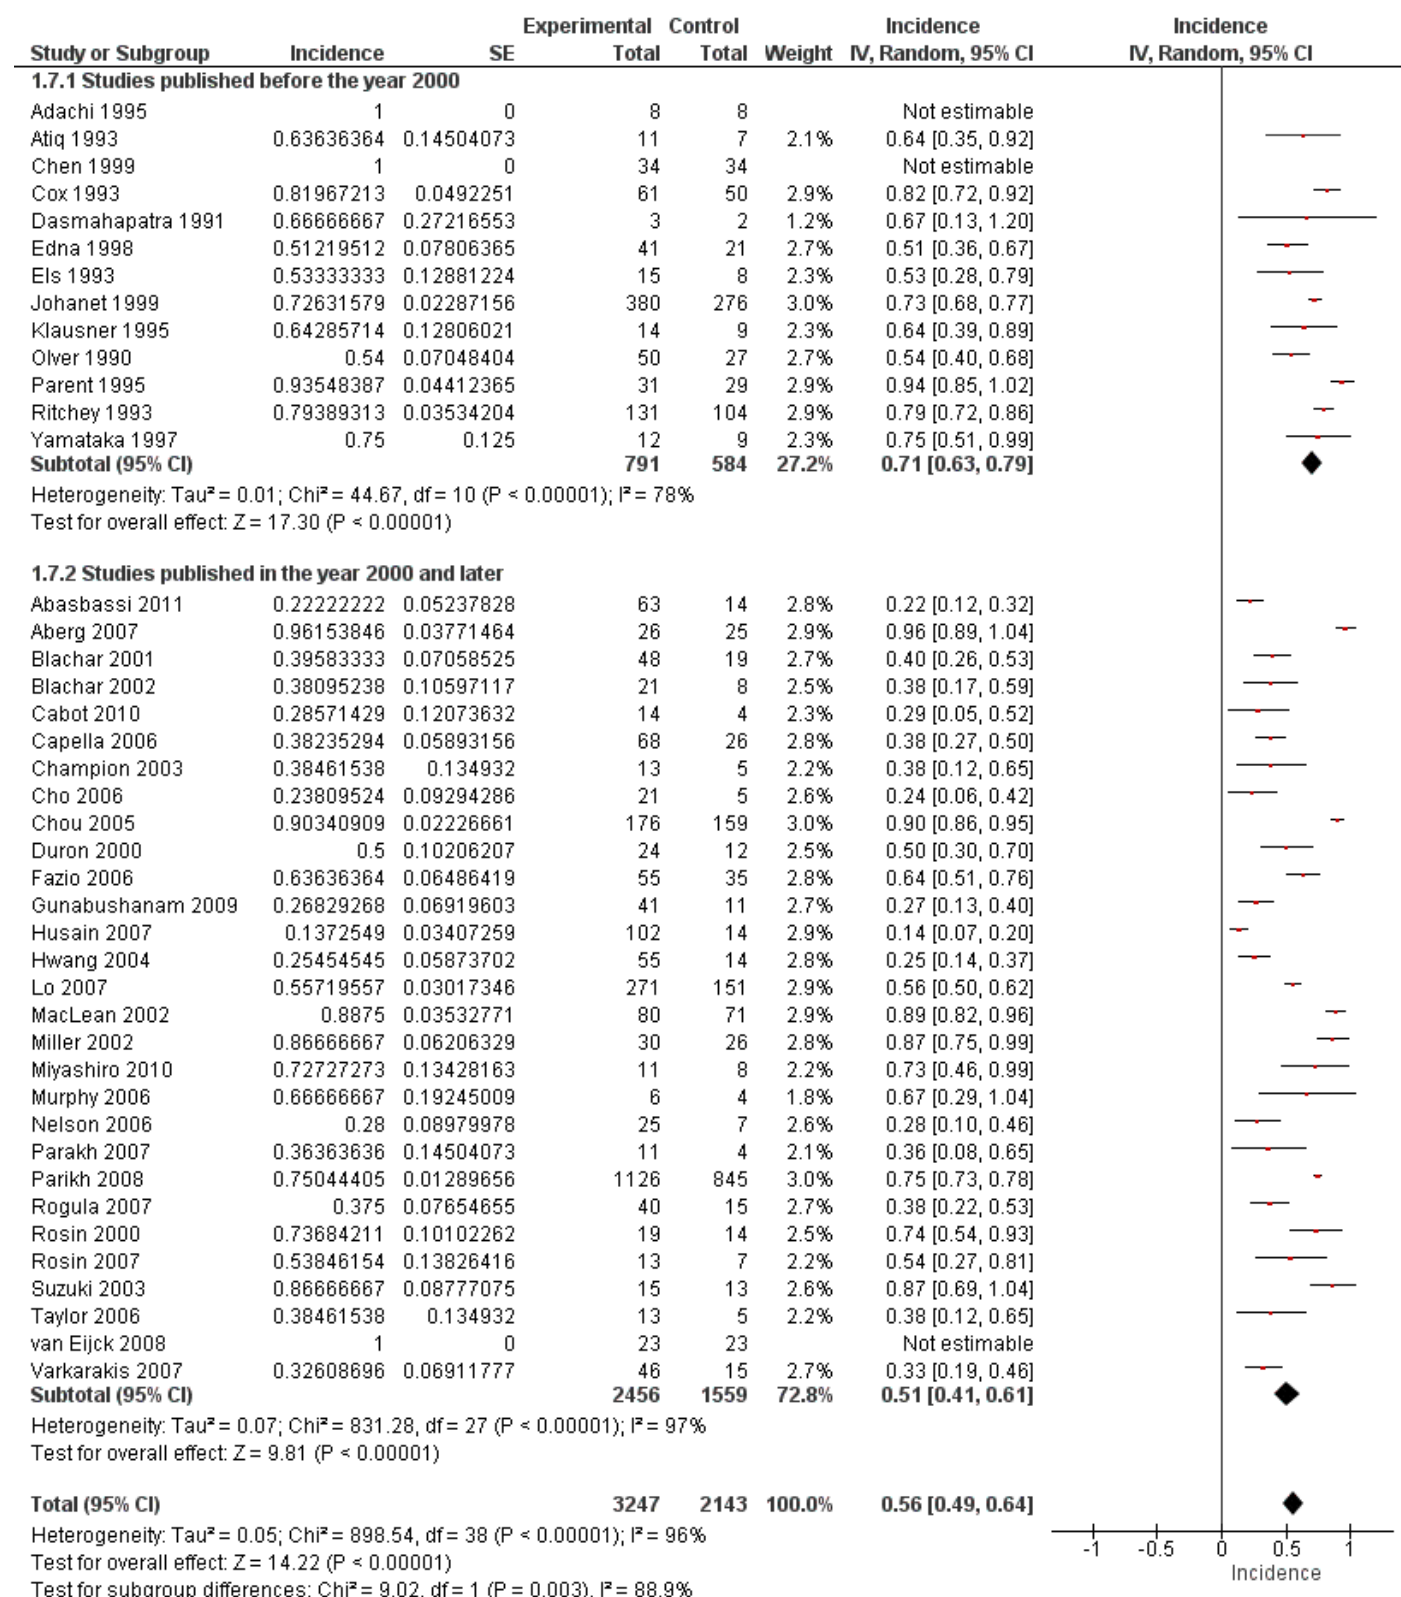 Experimental Control Incidence Incidence
Study or Subgroup Incidence SE Total Total Weight IV, Random, 95% CI IV, Random, 95% CI
1.7.1 Studies published before the year 2000
Adachi 1995 1 0 8 8 Not estimable
Atiq 1993 0.63636364 0.14504073 11 7 2.1% 0.64 [0.35, 0.92]
Chen 1999 1 0 34 34 Not estimable
Cox 1993 0.81967213 0.0492251 61 50 2.9% 0.82 [0.72, 0.92]
Dasmahapatra 1991 0.66666667 0.27216553 3 2 1.2% 0.67 [0.13, 1.20]
Edna 1998 0.51219512 0.07806365 41 21 2.7% 0.51 [0.36, 0.67]
Els 1993 0.53333333 0.12881224 15 8 2.3% 0.53 [0.28, 0.79]
Johanet 1999 0.72631579 0.02287156 380 276 3.0% 0.73 [0.68, 0.77]
Klausner 1995 0.64285714 0.12806021 14 9 2.3% 0.64 [0.39, 0.89]
Olver 1990 0.54 0.07048404 50 27 2.7% 0.54 [0.40, 0.68]
Parent 1995 0.93548387 0.04412365 31 29 2.9% 0.94 [0.85, 1.02]
Ritchey 1993 0.79389313 0.03534204 131 104 2.9% 0.79 [0.72, 0.86]
Yamataka 1997 0.75 0.125 12 9 2.3% 0.75 [0.51, 0.99]
Subtotal (95% CI) 791 584 27.2% 0.71 [0.63, 0.79]
Heterogeneity: Tau² = 0.01; Chi² = 44.67, df = 10 (P < 0.00001); I² = 78%
Test for overall effect: Z = 17.30 (P < 0.00001)
1.7.2 Studies published in the year 2000 and later
Abasbassi 2011 0.22222222 0.05237828 63 14 2.8% 0.22 [0.12, 0.32]
Aberg 2007 0.96153846 0.03771464 26 25 2.9% 0.96 [0.89, 1.04]
Blachar 2001 0.39583333 0.07058525 48 19 2.7% 0.40 [0.26, 0.53]
Blachar 2002 0.38095238 0.10597117 21 8 2.5% 0.38 [0.17, 0.59]
Cabot 2010 0.28571429 0.12073632 14 4 2.3% 0.29 [0.05, 0.52]
Capella 2006 0.38235294 0.05893156 68 26 2.8% 0.38 [0.27, 0.50]
Champion 2003 0.38461538 0.134932 13 5 2.2% 0.38 [0.12, 0.65]
Cho 2006 0.23809524 0.09294286 21 5 2.6% 0.24 [0.06, 0.42]
Chou 2005 0.90340909 0.02226661 176 159 3.0% 0.90 [0.86, 0.95]
Duron 2000 0.5 0.10206207 24 12 2.5% 0.50 [0.30, 0.70]
Fazio 2006 0.63636364 0.06486419 55 35 2.8% 0.64 [0.51, 0.76]
Gunabushanam 2009 0.26829268 0.06919603 41 11 2.7% 0.27 [0.13, 0.40]
Husain 2007 0.1372549 0.03407259 102 14 2.9% 0.14 [0.07, 0.20]
Hwang 2004 0.25454545 0.05873702 55 14 2.8% 0.25 [0.14, 0.37]
Lo 2007 0.55719557 0.03017346 271 151 2.9% 0.56 [0.50, 0.62]
MacLean 2002 0.8875 0.03532771 80 71 2.9% 0.89 [0.82, 0.96]
Miller 2002 0.86666667 0.06206329 30 26 2.8% 0.87 [0.75, 0.99]
Miyashiro 2010 0.72727273 0.13428163 11 8 2.2% 0.73 [0.46, 0.99]
Murphy 2006 0.66666667 0.19245009 6 4 1.8% 0.67 [0.29, 1.04]
Nelson 2006 0.28 0.08979978 25 7 2.6% 0.28 [0.10, 0.46]
Parakh 2007 0.36363636 0.14504073 11 4 2.1% 0.36 [0.08, 0.65]
Parikh 2008 0.75044405 0.01289656 1126 845 3.0% 0.75 [0.73, 0.78]
Rogula 2007 0.375 0.07654655 40 15 2.7% 0.38 [0.22, 0.53]
Rosin 2000 0.73684211 0.10102262 19 14 2.5% 0.74 [0.54, 0.93]
Rosin 2007 0.53846154 0.13826416 13 7 2.2% 0.54 [0.27, 0.81]
Suzuki 2003 0.86666667 0.08777075 15 13 2.6% 0.87 [0.69, 1.04]
Taylor 2006 0.38461538 0.134932 13 5 2.2% 0.38 [0.12, 0.65]
van Eijck 2008 1 0 23 23 Not estimable
Varkarakis 2007 0.32608696 0.06911777 46 15 2.7% 0.33 [0.19, 0.46]
Subtotal (95% CI) 2456 1559 72.8% 0.51 [0.41, 0.61]
Heterogeneity: Tau² = 0.07; Chi² = 831.28, df = 27 (P < 0.00001); I² = 97%
Test for overall effect: Z = 9.81 (P < 0.00001)
Total (95% CI) 3247 2143 100.0% 0.56 [0.49, 0.64]
Heterogeneity: Tau² = 0.05; Chi² = 898.54, df = 38 (P < 0.00001); I² = 96%
Test for overall effect: Z = 14.22 (P < 0.00001)
Test for subgroup differences: Chi² = 9.02, df = 1 (P = 0.003), I² = 88.9%
-1 -0.5 0 0.5 1
Incidence